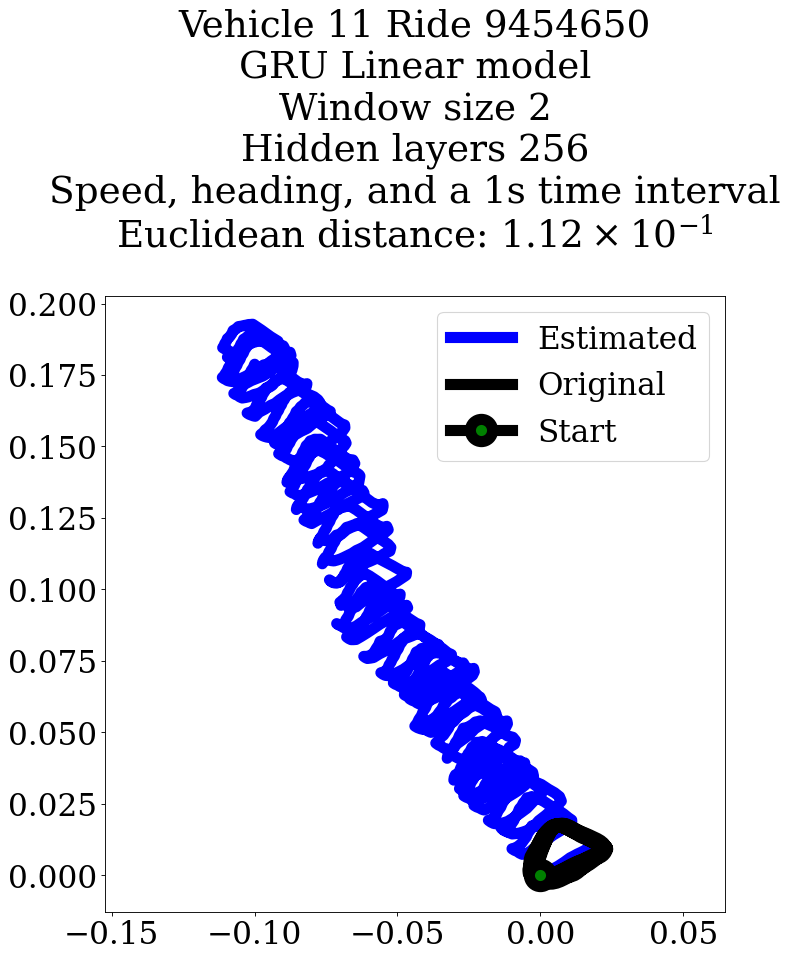 Vehicle 11 Ride 9454650
GRU Linear model
Window size 2
Hidden layers 256
Speed, heading, and a 1s time interval
Euclidean distance: 1.12 × 10⁻¹
Estimated
Original
Start
0.200
0.175
0.150
0.125
0.100
0.075
0.050
0.025
0.000
−0.15 −0.10 −0.05 0.00 0.05